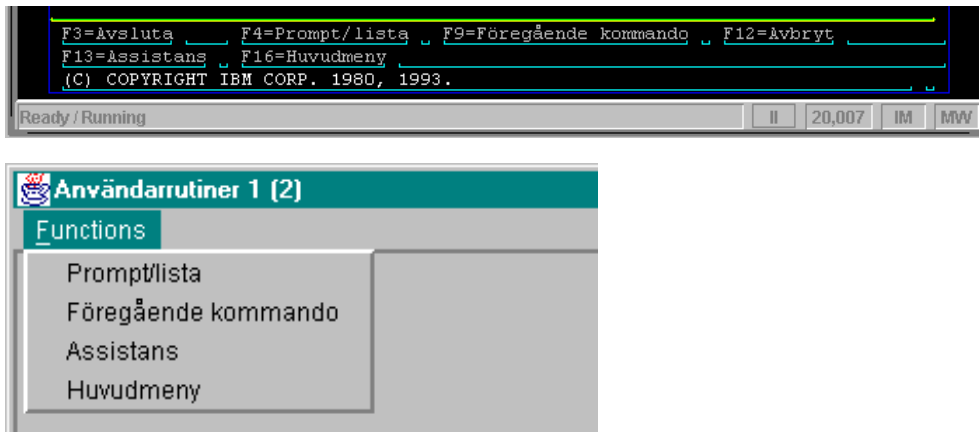 F3=Avsluta F4=Prompt/lista F9=Föregående kommando F12=Avbryt
F13=Assistans F16=Huvudmeny
(C) COPYRIGHT IBM CORP. 1980, 1993.
Ready / Running II 20,007 IM MW
Användarrutiner 1 (2)
Functions
Prompt/lista
Föregående kommando
Assistans
Huvudmeny